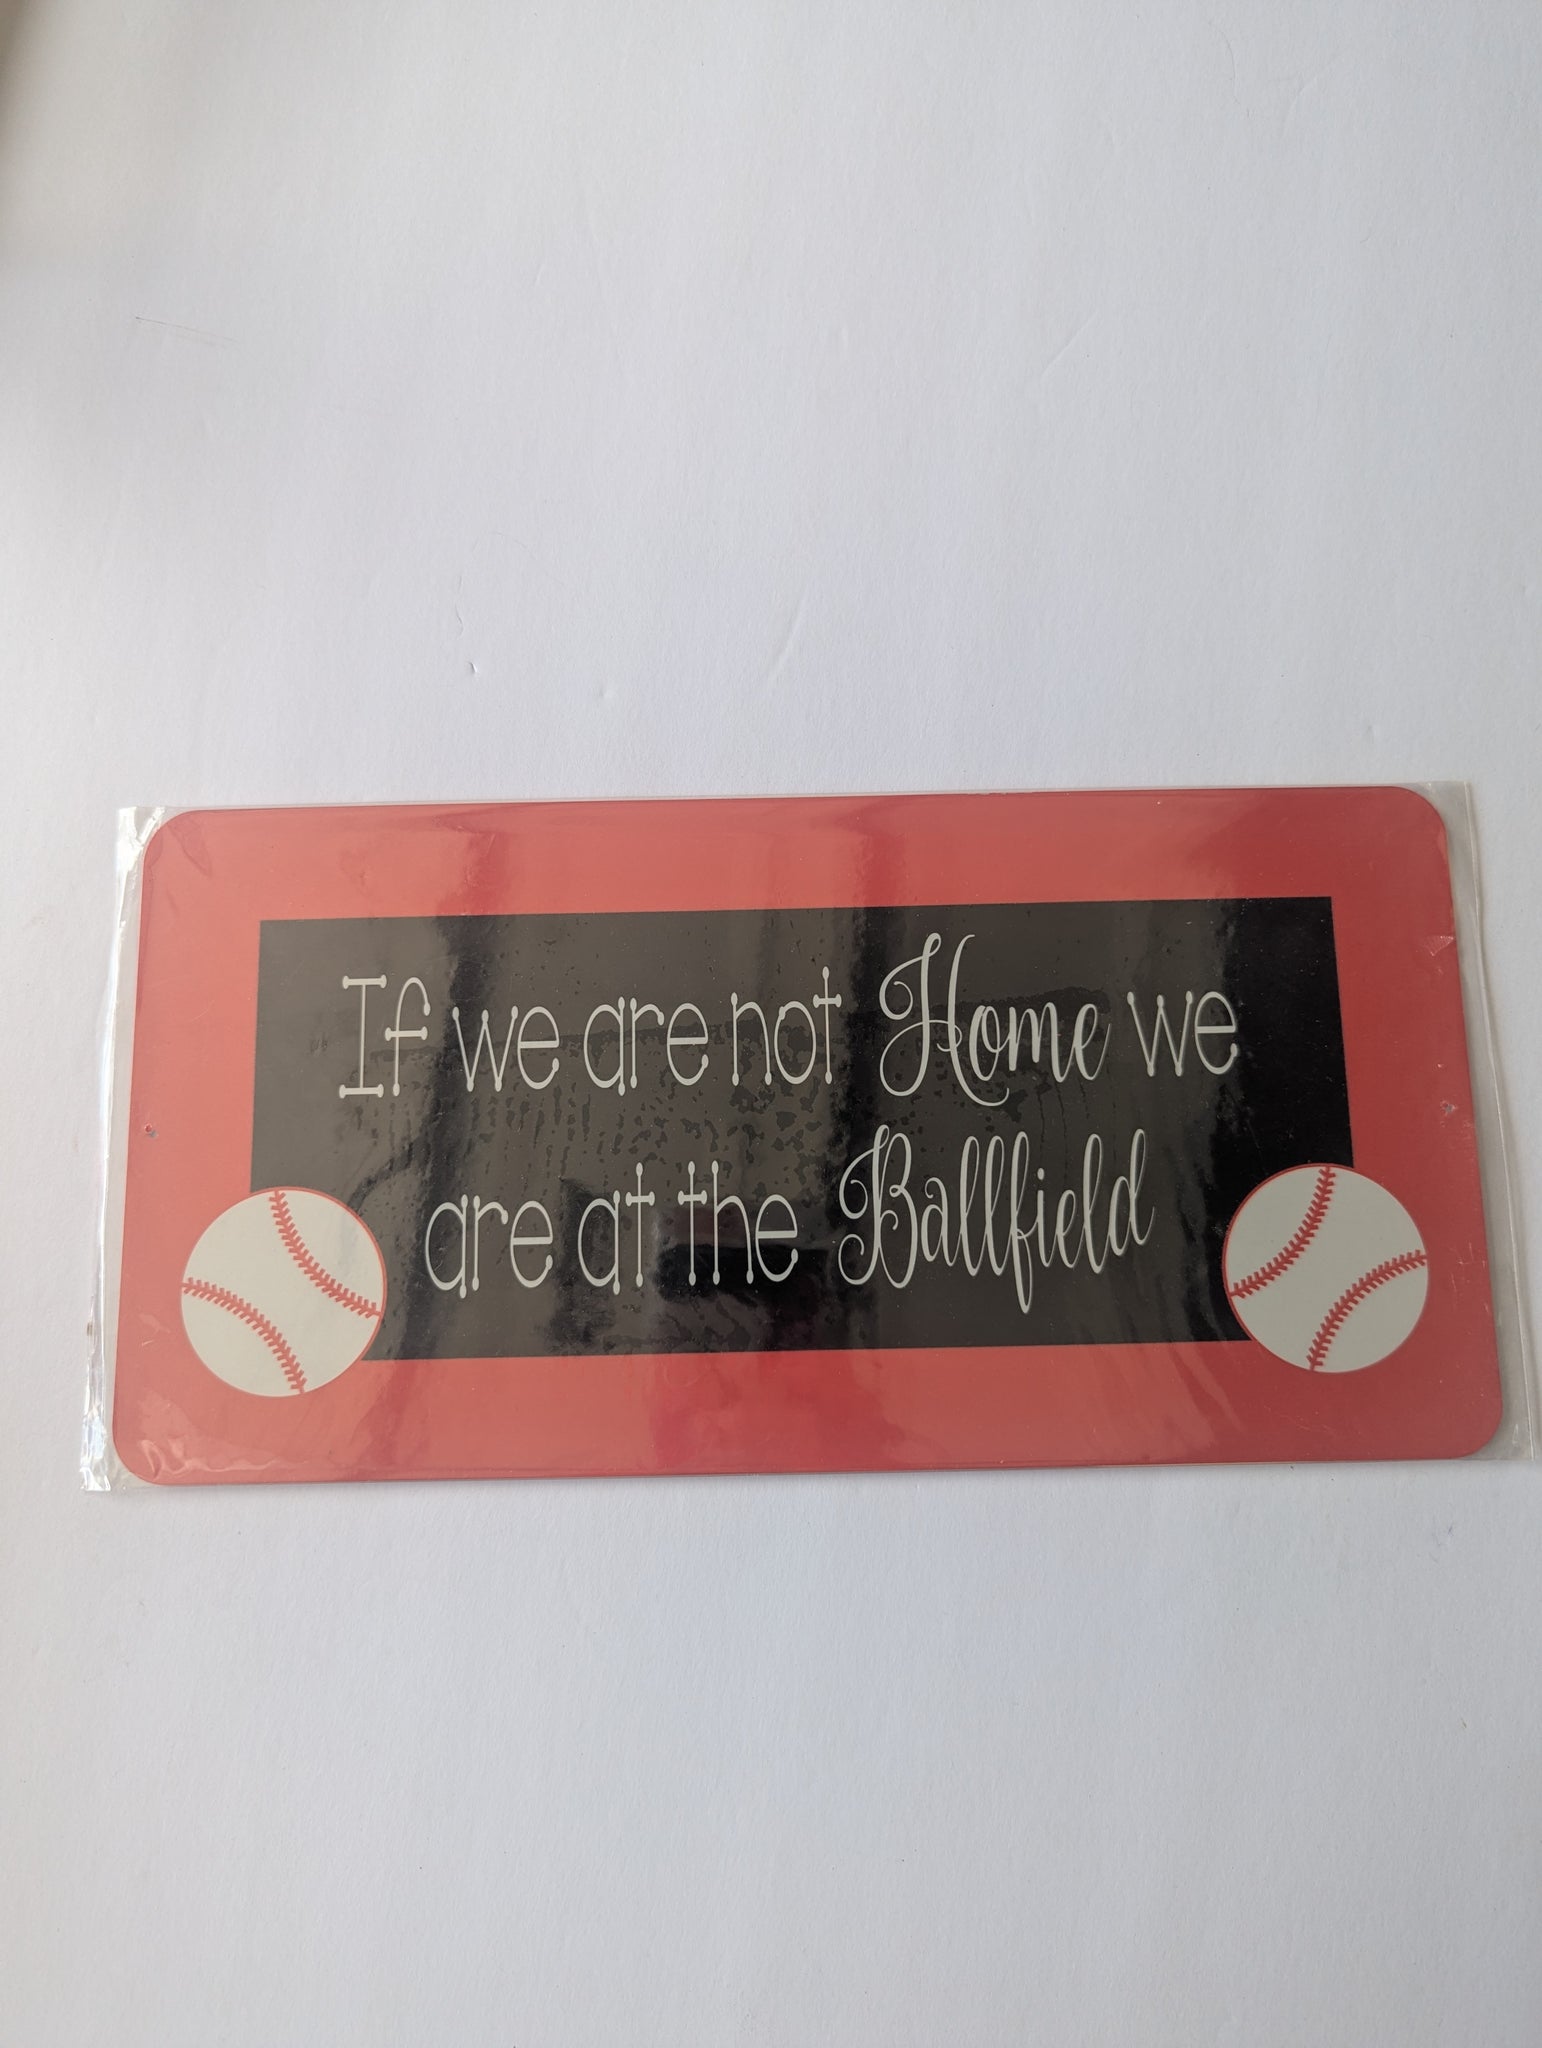 If we are not Home we
are at the Ballfield